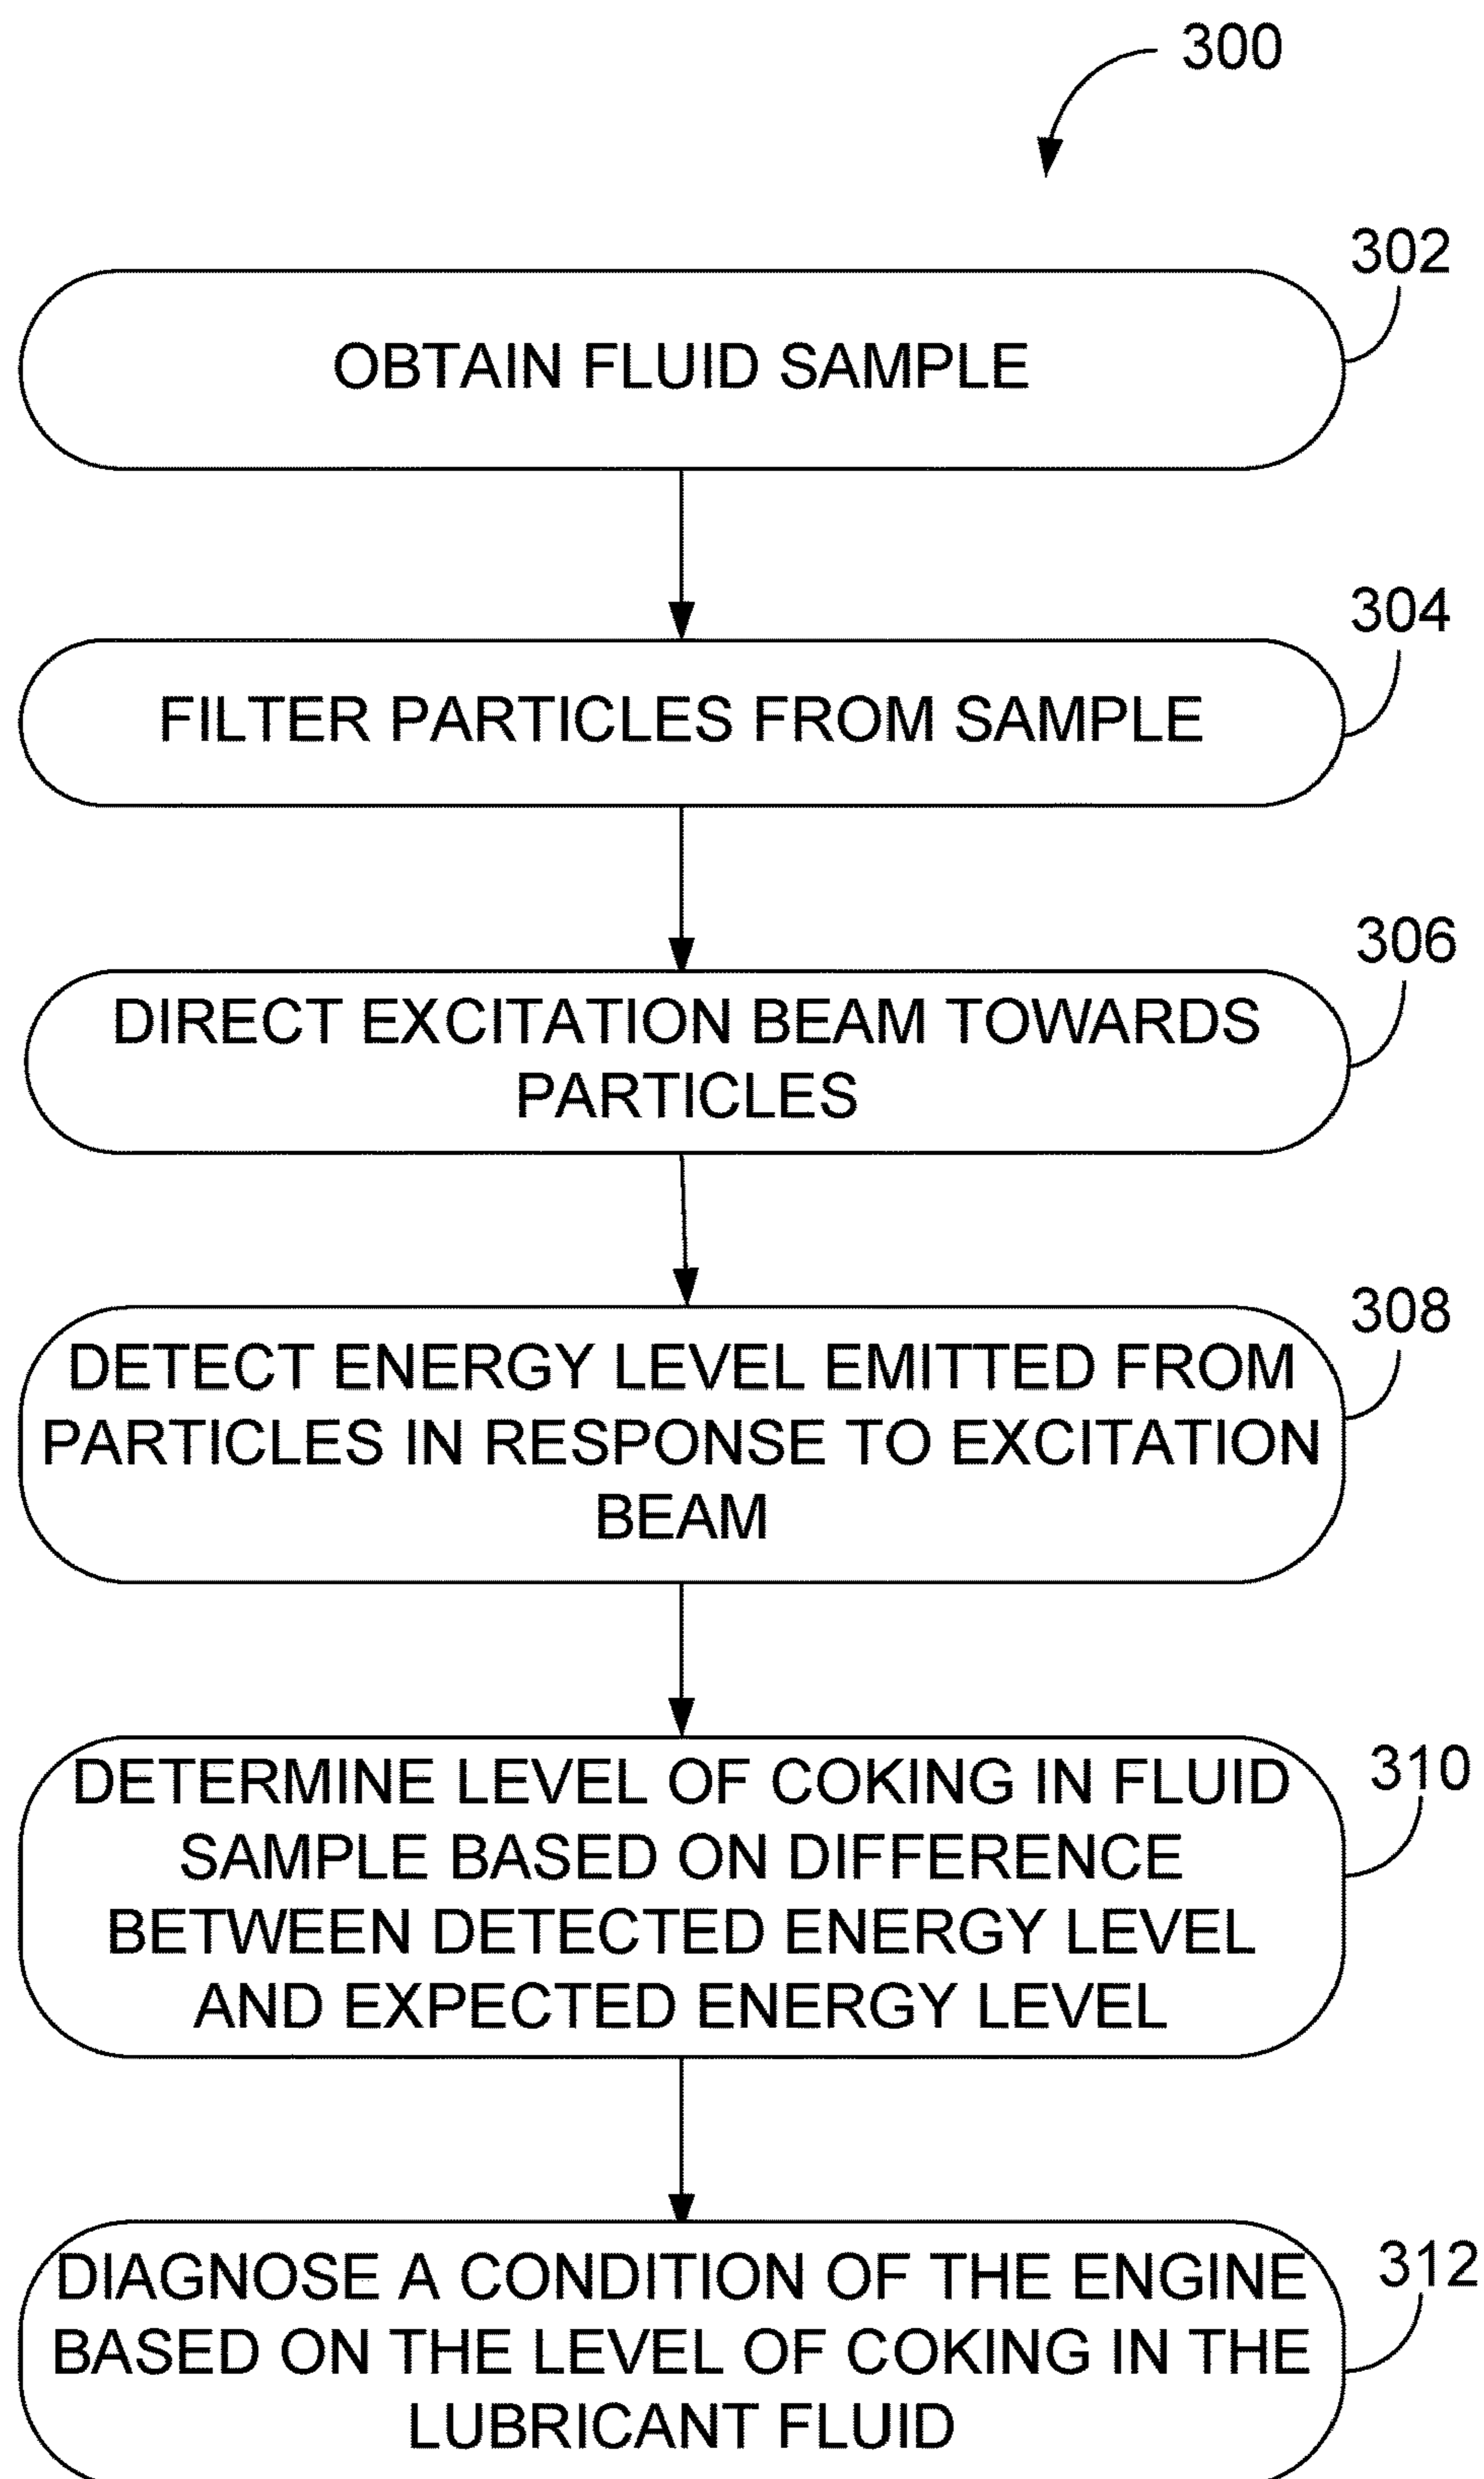 300
302
OBTAIN FLUID SAMPLE
304
FILTER PARTICLES FROM SAMPLE
306
DIRECT EXCITATION BEAM TOWARDS
PARTICLES
308
DETECT ENERGY LEVEL EMITTED FROM
PARTICLES IN RESPONSE TO EXCITATION
BEAM
310
DETERMINE LEVEL OF COKING IN FLUID
SAMPLE BASED ON DIFFERENCE
BETWEEN DETECTED ENERGY LEVEL
AND EXPECTED ENERGY LEVEL
312
DIAGNOSE A CONDITION OF THE ENGINE
BASED ON THE LEVEL OF COKING IN THE
LUBRICANT FLUID